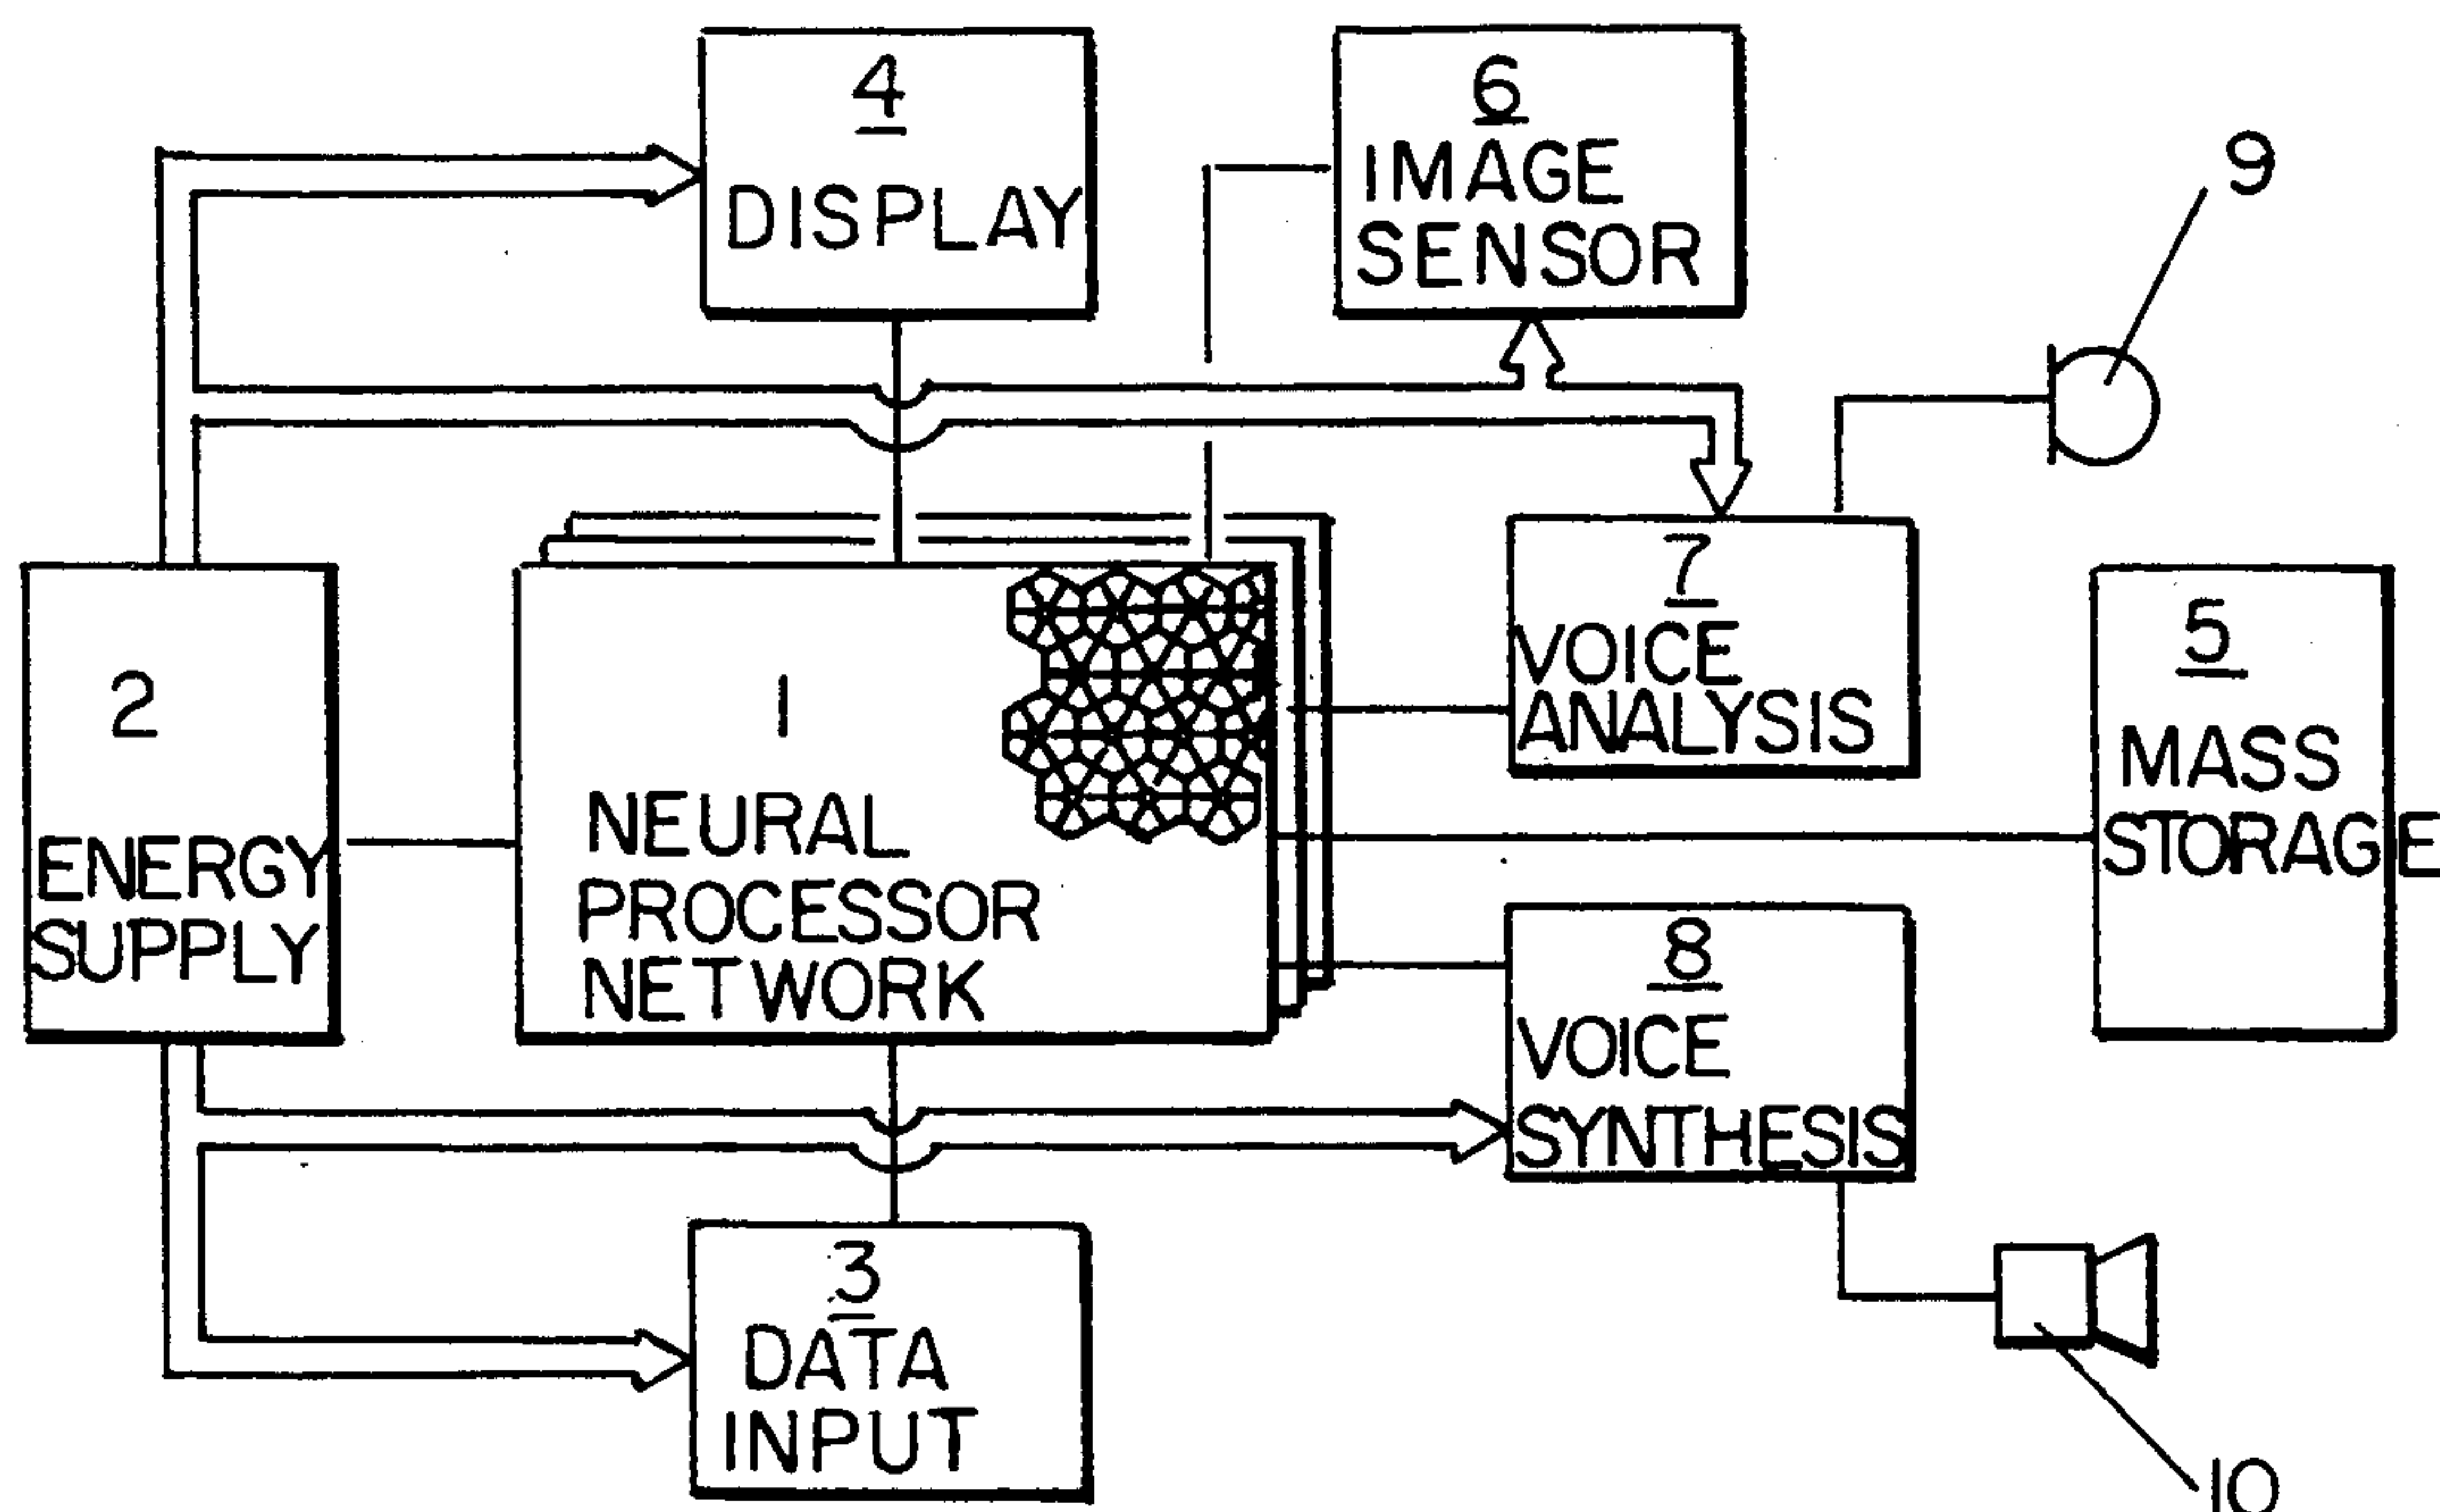 4
DISPLAY
6
IMAGE
SENSOR
9
2
ENERGY
SUPPLY
1
NEURAL
PROCESSOR
NETWORK
7
VOICE
ANALYSIS
5
MASS
STORAGE
8
VOICE
SYNTHESIS
3
DATA
INPUT
10